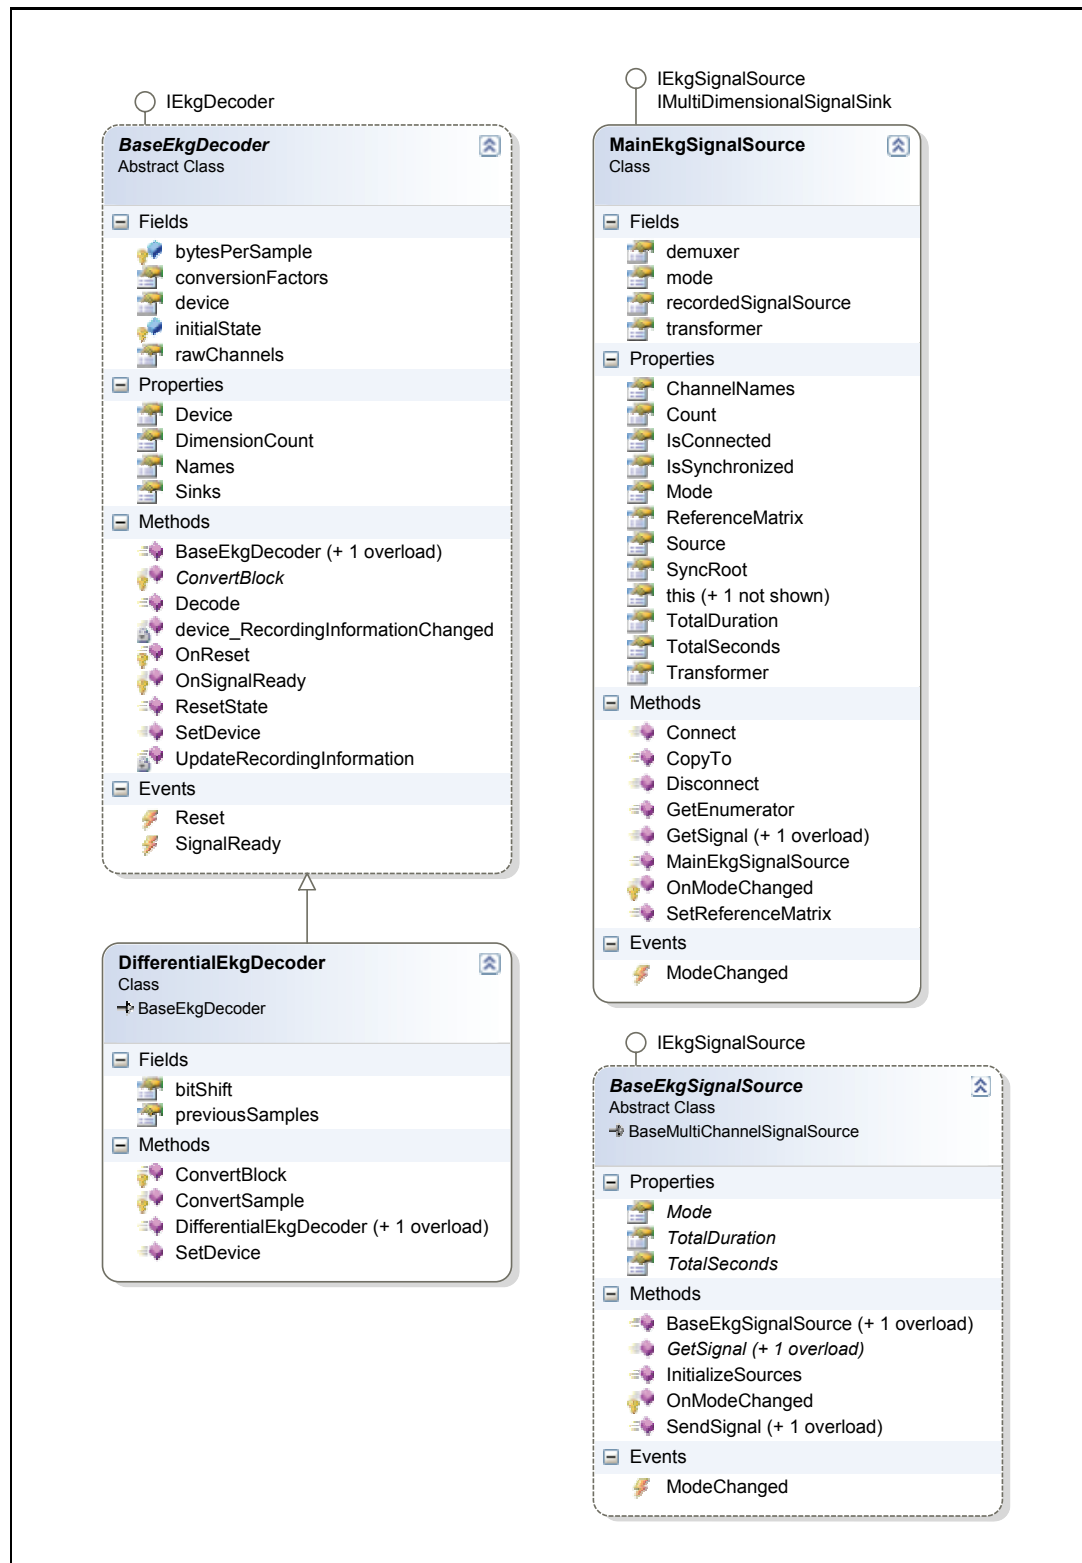 IEkgDecoder
BaseEkgDecoder
Abstract Class
Fields
bytesPerSample
conversionFactors
device
initialState
rawChannels
Properties
Device
DimensionCount
Names
Sinks
Methods
BaseEkgDecoder (+ 1 overload)
ConvertBlock
Decode
device_RecordingInformationChanged
OnReset
OnSignalReady
ResetState
SetDevice
UpdateRecordingInformation
Events
Reset
SignalReady
DifferentialEkgDecoder
Class
BaseEkgDecoder
Fields
bitShift
previousSamples
Methods
ConvertBlock
ConvertSample
DifferentialEkgDecoder (+ 1 overload)
SetDevice
IEkgSignalSource
IMultiDimensionalSignalSink
MainEkgSignalSource
Class
Fields
demuxer
mode
recordedSignalSource
transformer
Properties
ChannelNames
Count
IsConnected
IsSynchronized
Mode
ReferenceMatrix
Source
SyncRoot
this (+ 1 not shown)
TotalDuration
TotalSeconds
Transformer
Methods
Connect
CopyTo
Disconnect
GetEnumerator
GetSignal (+ 1 overload)
MainEkgSignalSource
OnModeChanged
SetReferenceMatrix
Events
ModeChanged
IEkgSignalSource
BaseEkgSignalSource
Abstract Class
BaseMultiChannelSignalSource
Properties
Mode
TotalDuration
TotalSeconds
Methods
BaseEkgSignalSource (+ 1 overload)
GetSignal (+ 1 overload)
InitializeSources
OnModeChanged
SendSignal (+ 1 overload)
Events
ModeChanged